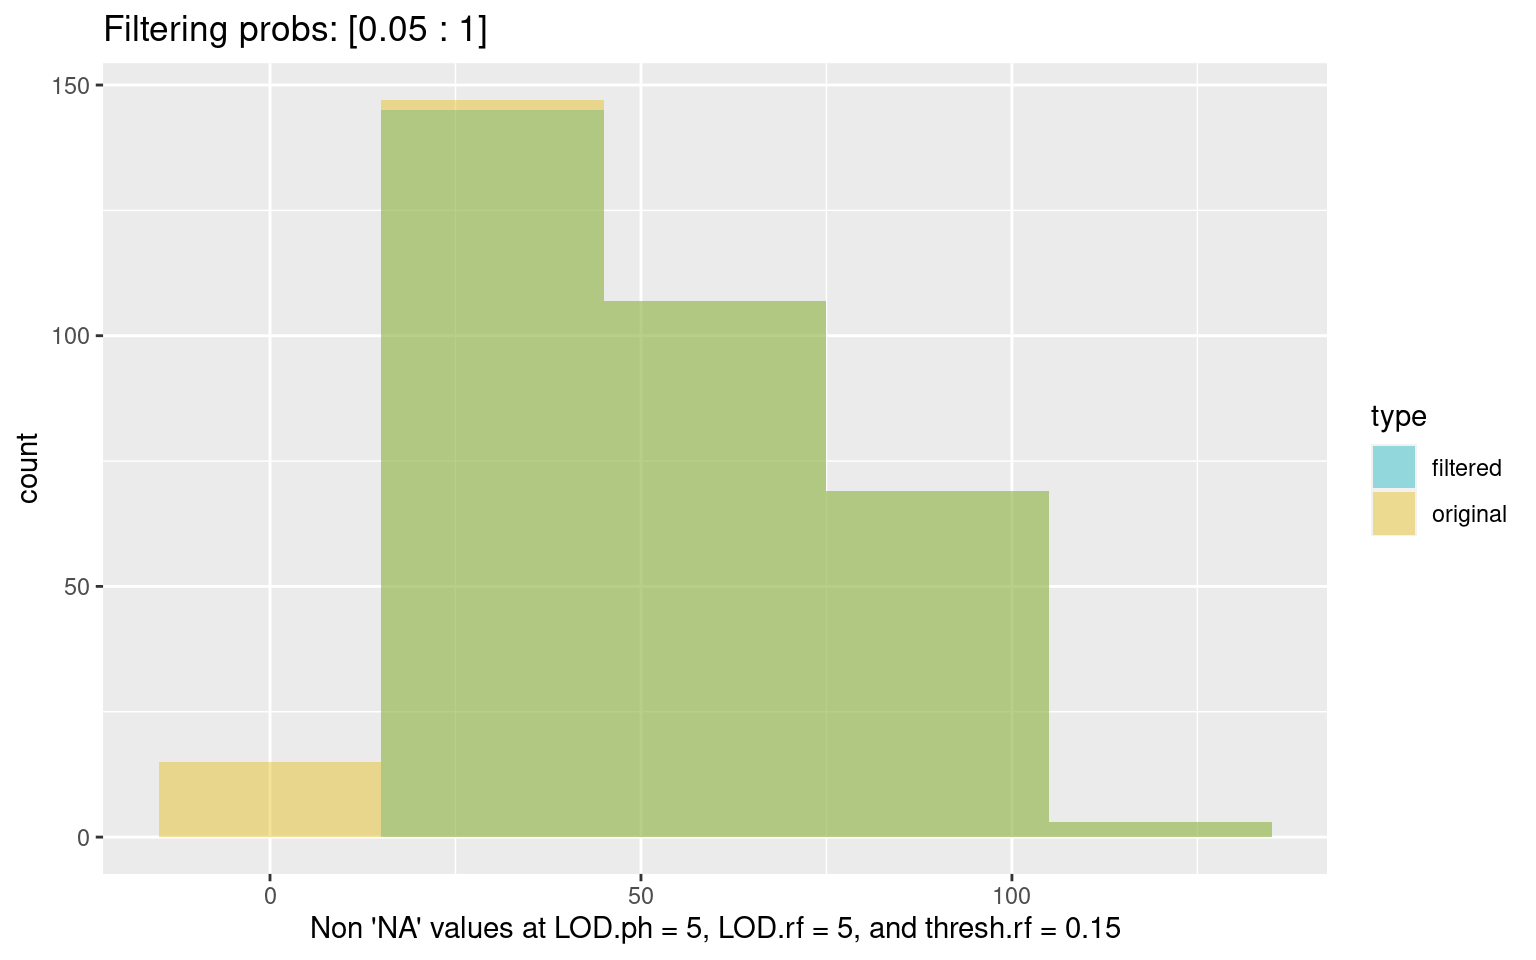 Filtering probs: [0.05 : 1]
150
100
50
0
count
0 50 100
Non 'NA' values at LOD.ph = 5, LOD.rf = 5, and thresh.rf = 0.15
type
filtered
original